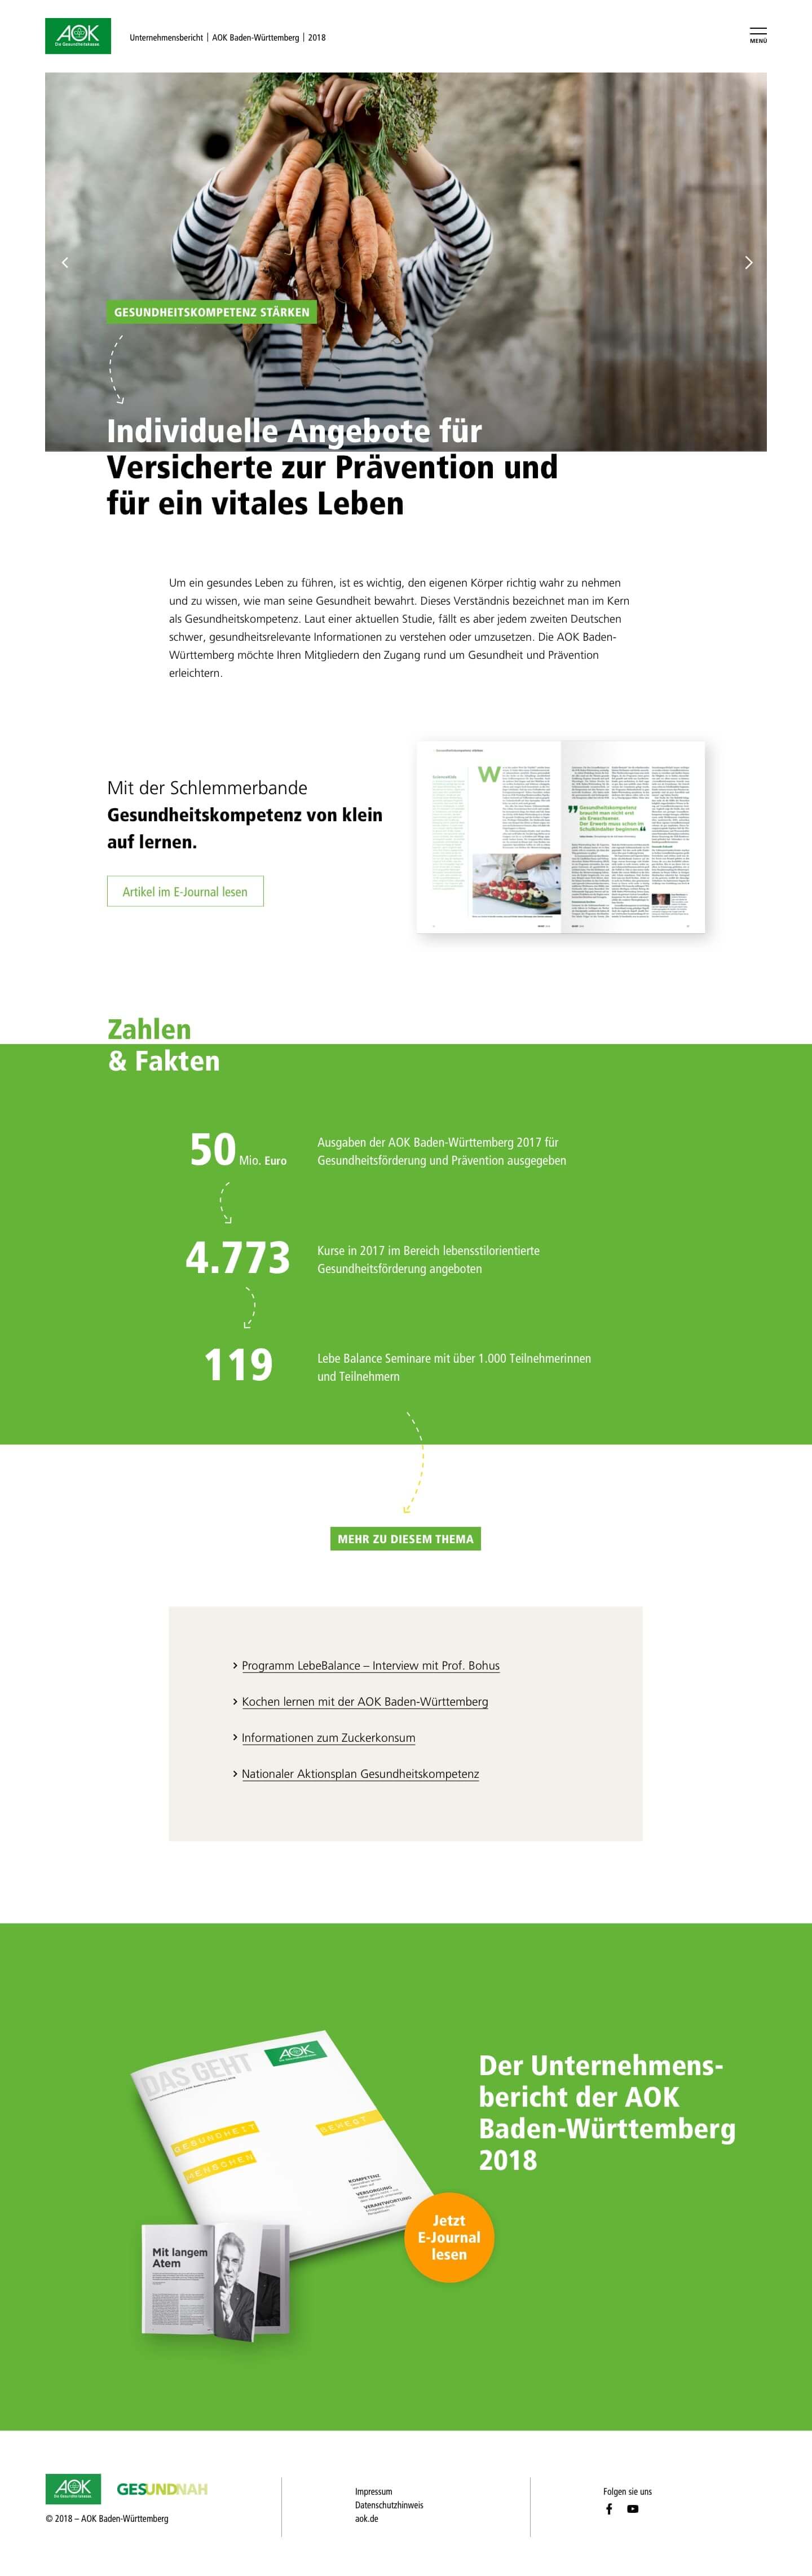 AOK
Die Gesundheitskasse.
Unternehmensbericht | AOK Baden-Württemberg | 2018
MENÜ
GESUNDHEITSKOMPETENZ STÄRKEN
Individuelle Angebote für
Versicherte zur Prävention und
für ein vitales Leben
Um ein gesundes Leben zu führen, ist es wichtig, den eigenen Körper richtig wahr zu nehmen
und zu wissen, wie man seine Gesundheit bewahrt. Dieses Verständnis bezeichnet man im Kern
als Gesundheitskompetenz. Laut einer aktuellen Studie, fällt es aber jedem zweiten Deutschen
schwer, gesundheitsrelevante Informationen zu verstehen oder umzusetzen. Die AOK Baden-
Württemberg möchte Ihren Mitgliedern den Zugang rund um Gesundheit und Prävention
erleichtern.
Mit der Schlemmerbande
Gesundheitskompetenz von klein
auf lernen.
Artikel im E-Journal lesen
W
Gesundheitskompetenz
braucht man nicht erst
als Erwachsener.
Der Erwerb muss schon im
Schulkindalter beginnen.
Zahlen
& Fakten
50 Mio. Euro
Ausgaben der AOK Baden-Württemberg 2017 für
Gesundheitsförderung und Prävention ausgegeben
4.773
Kurse in 2017 im Bereich lebensstilorientierte
Gesundheitsförderung angeboten
119
Lebe Balance Seminare mit über 1.000 Teilnehmerinnen
und Teilnehmern
MEHR ZU DIESEM THEMA
Programm LebeBalance – Interview mit Prof. Bohus
Kochen lernen mit der AOK Baden-Württemberg
Informationen zum Zuckerkonsum
Nationaler Aktionsplan Gesundheitskompetenz
DAS GEHT
AOK
GESUNDHEIT
BEWEGT
MENSCHEN
KOMPETENZ
VERSORGUNG
VERANTWORTUNG
Mit langem
Atem
Der Unternehmens-
bericht der AOK
Baden-Württemberg
2018
Jetzt
E-Journal
lesen
AOK
Die Gesundheitskasse.
GESUNDNAH
© 2018 – AOK Baden-Württemberg
Impressum
Datenschutzhinweis
aok.de
Folgen sie uns